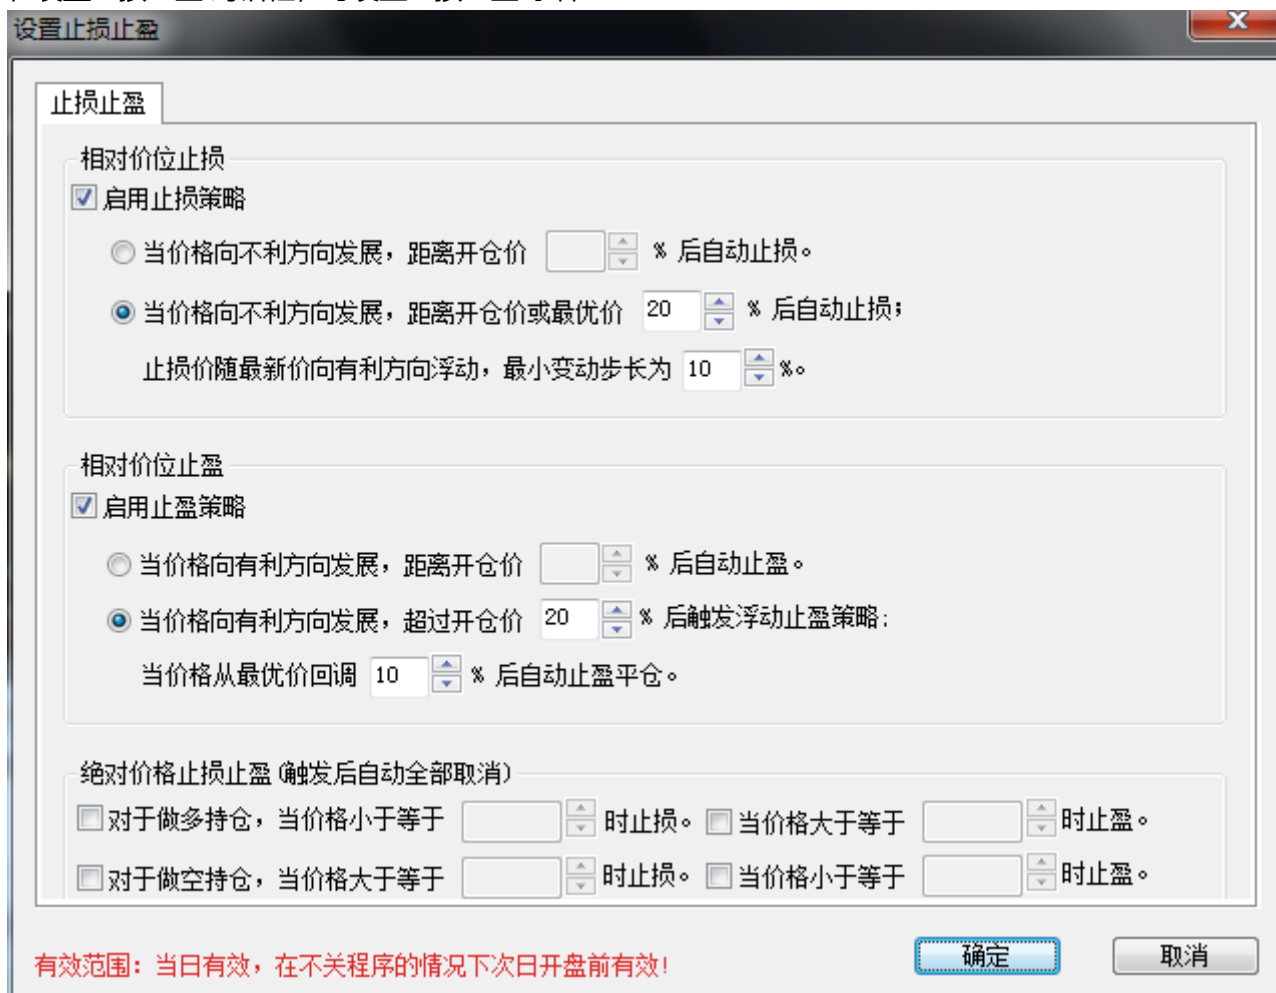 设置止损止盈
止损止盈
相对价位止损
启用止损策略
当价格向不利方向发展，距离开仓价 % 后自动止损。
当价格向不利方向发展，距离开仓价或最优价 20 % 后自动止损；
止损价随最新价向有利方向浮动，最小变动步长为 10 %。
相对价位止盈
启用止盈策略
当价格向有利方向发展，距离开仓价 % 后自动止盈。
当价格向有利方向发展，超过开仓价 20 % 后触发浮动止盈策略；
当价格从最优价回调 10 % 后自动止盈平仓。
绝对价格止损止盈(触发后自动全部取消)
对于做多持仓，当价格小于等于 时止损。 当价格大于等于 时止盈。
对于做空持仓，当价格大于等于 时止损。 当价格小于等于 时止盈。
有效范围：当日有效，在不关程序的情况下次日开盘前有效！ 确定 取消